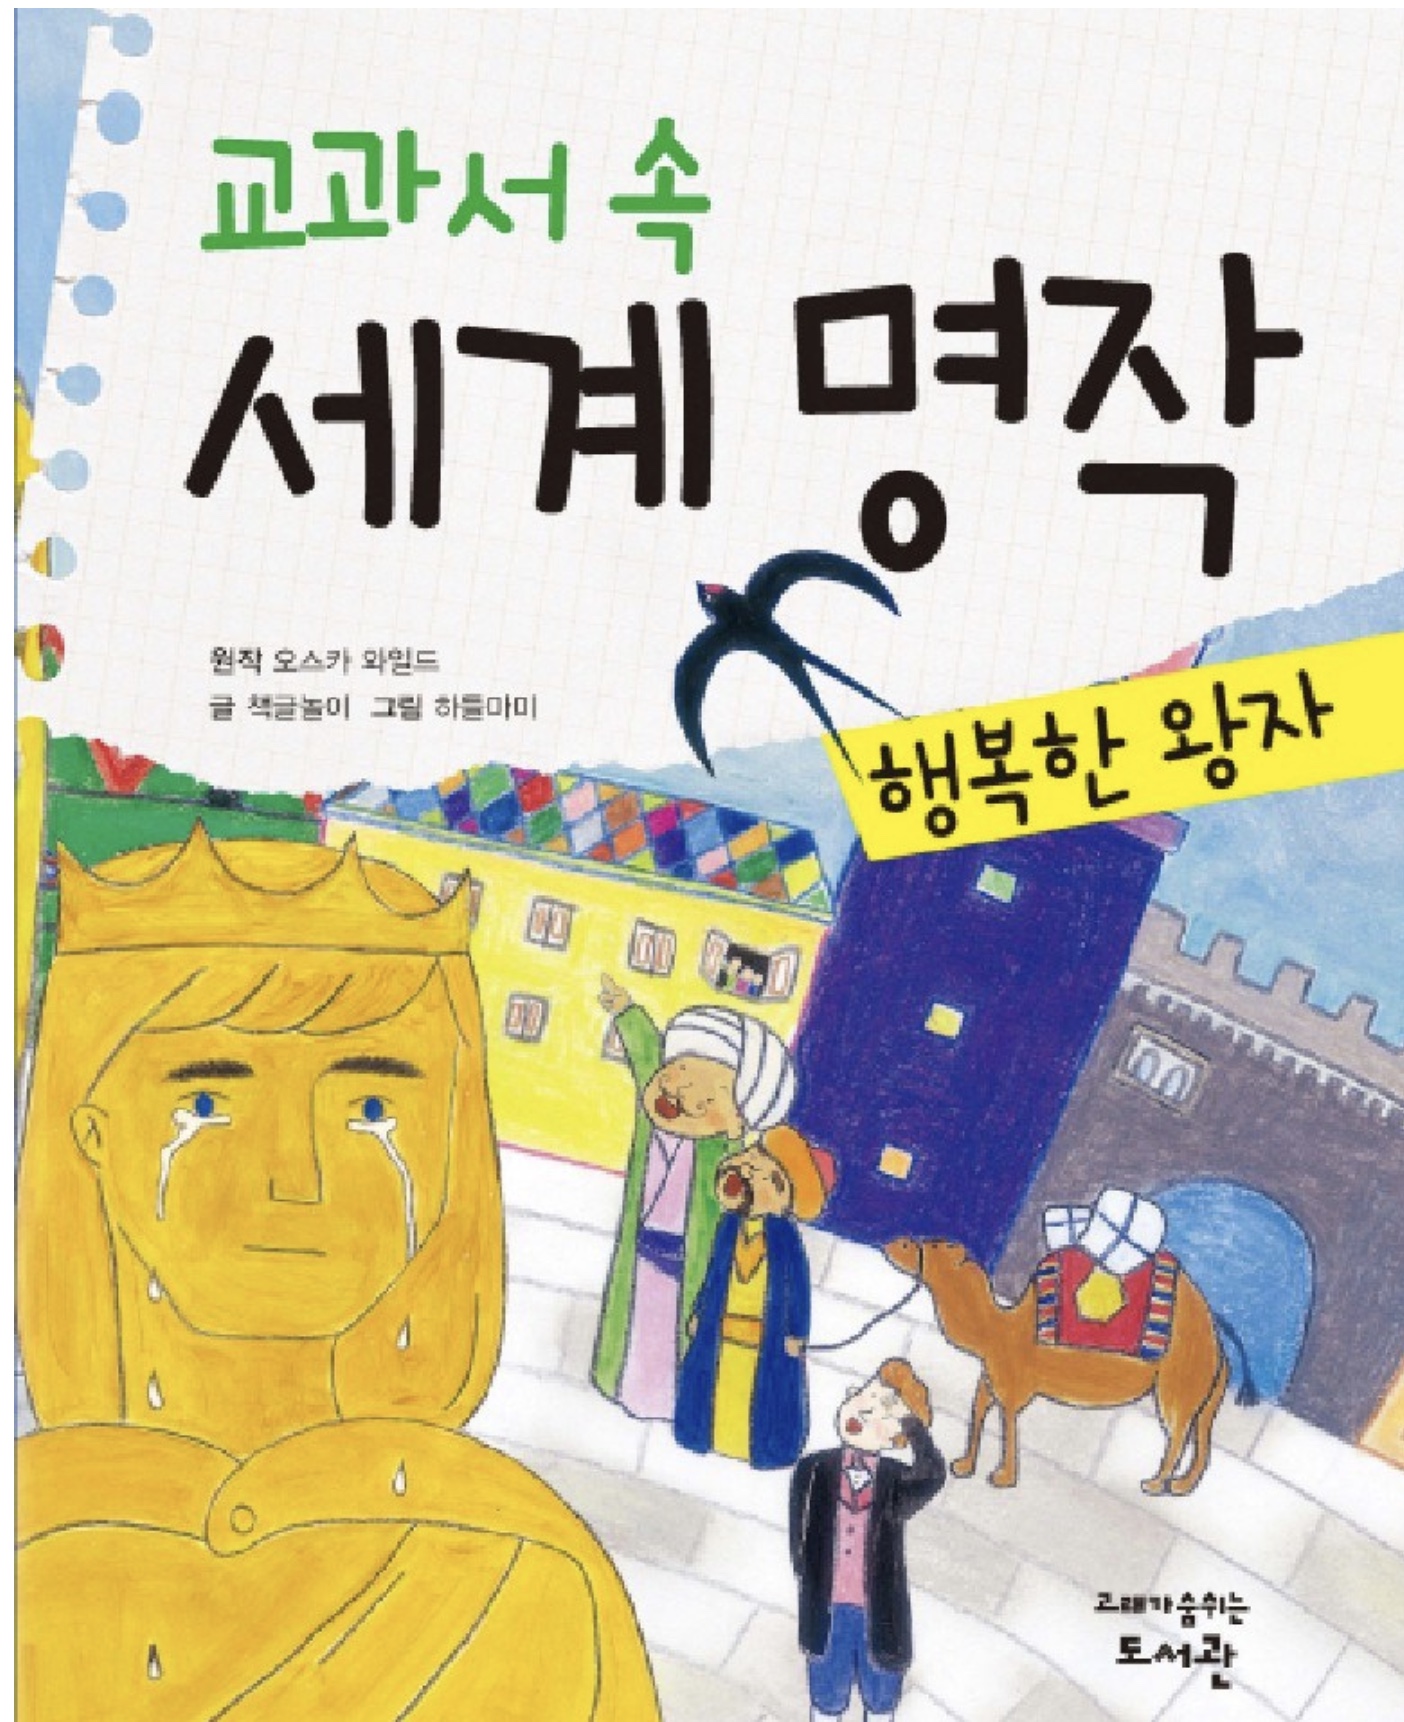 교과서 속
세계 명작
원작 오스카 와일드
글 책글놀이 그림 하들마미
행복한 왕자
고래가숨쉬는
도서관